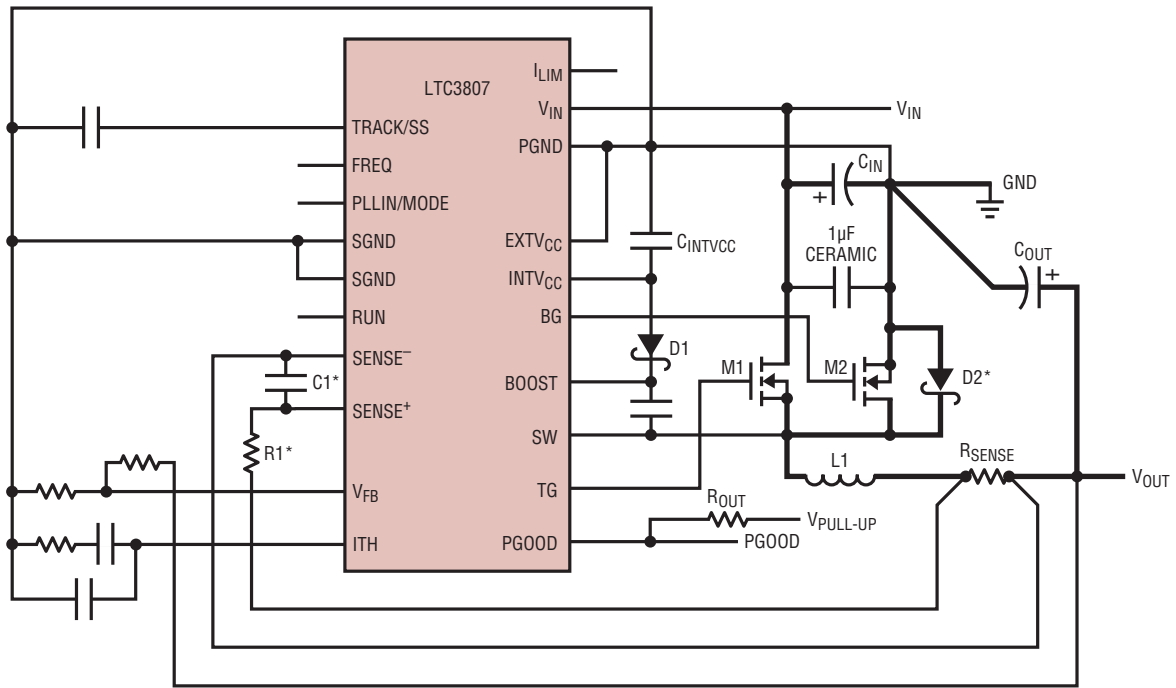 LTC3807
TRACK/SS
FREQ
PLLIN/MODE
SGND
SGND
RUN
SENSE–
SENSE+
VFB
ITH
ILIM
VIN
PGND
EXTVCC
INTVCC
BG
BOOST
SW
TG
PGOOD
C1*
R1*
CINTVCC
D1
VIN
CIN
+
GND
1µF
CERAMIC
COUT
+
M1
M2
D2*
L1
RSENSE
VOUT
ROUT
VPULL-UP
PGOOD